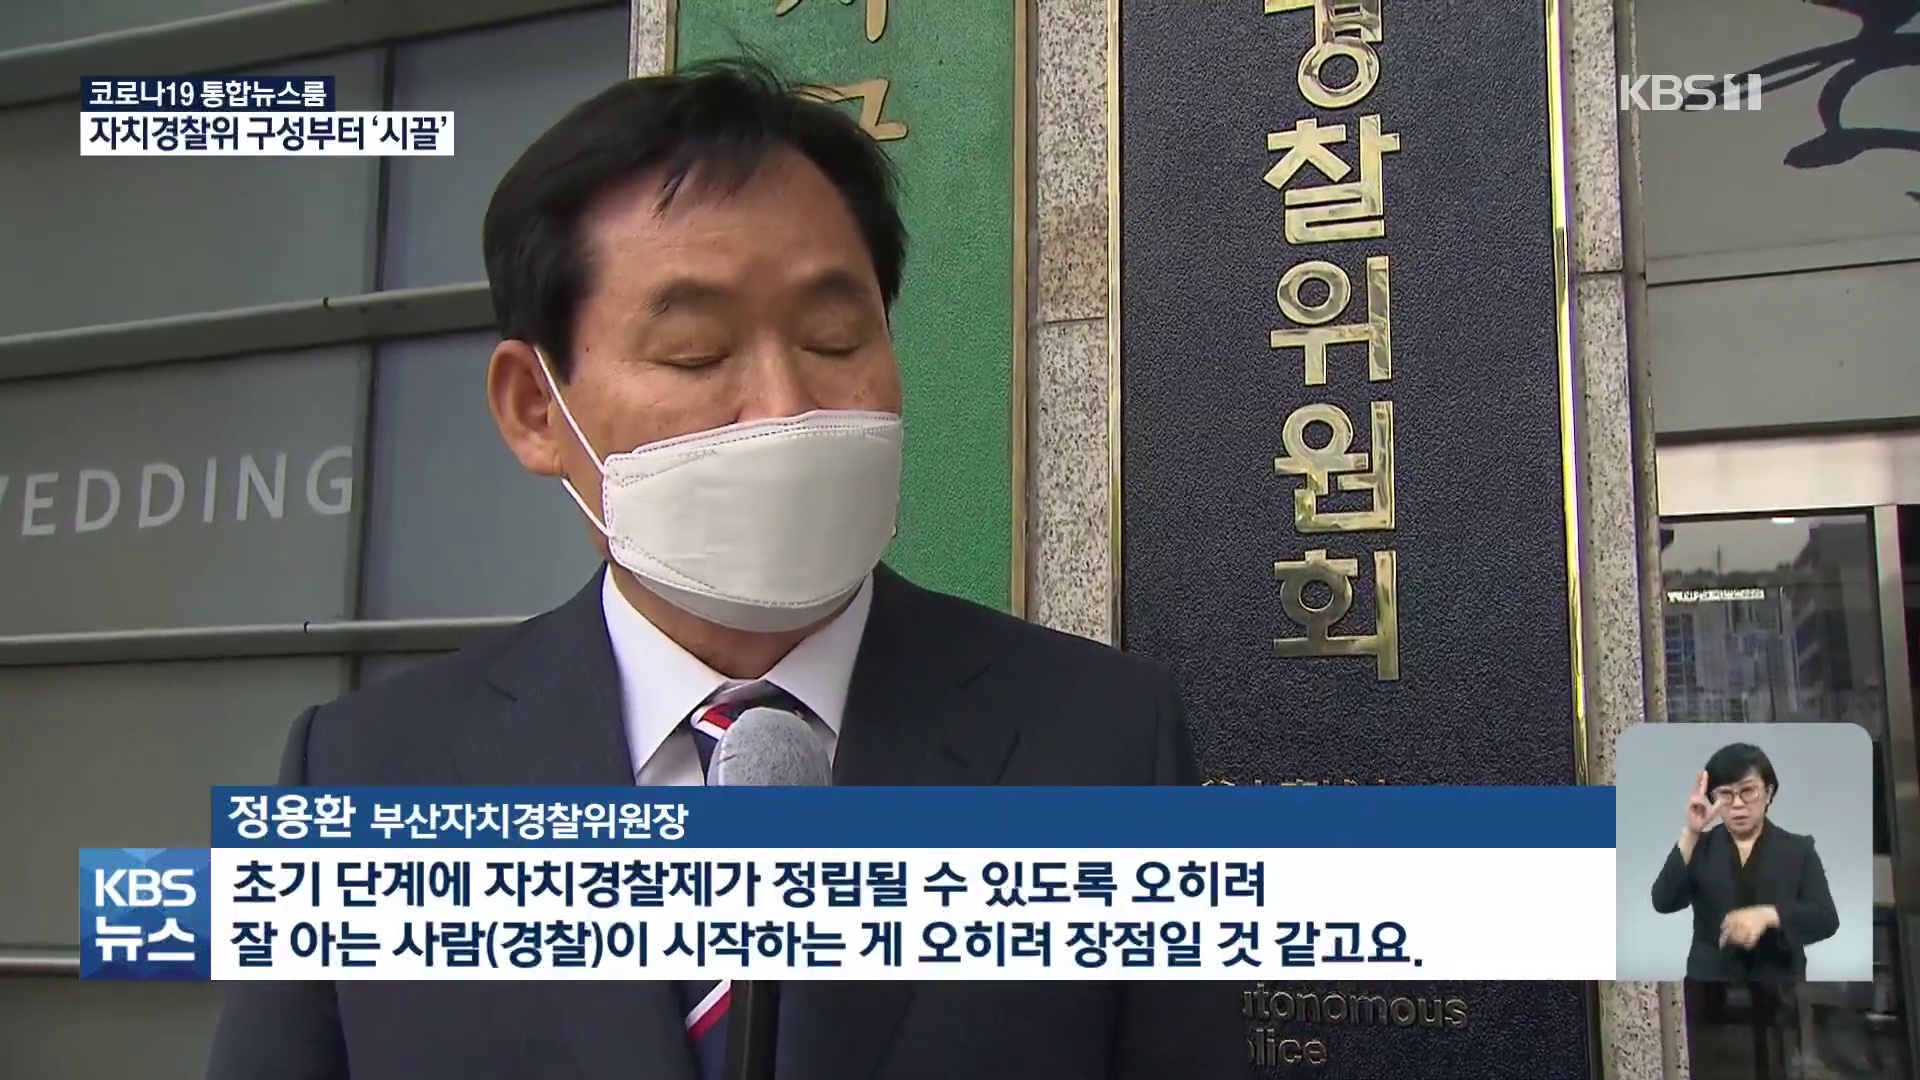 코로나19 통합뉴스룸
자치경찰위 구성부터 ‘시끌’
KBS 1
WEDDING
경찰위원회
정용환 부산자치경찰위원장
KBS
뉴스
초기 단계에 자치경찰제가 정립될 수 있도록 오히려
잘 아는 사람(경찰)이 시작하는 게 오히려 장점일 것 같고요.
utonomous
lice